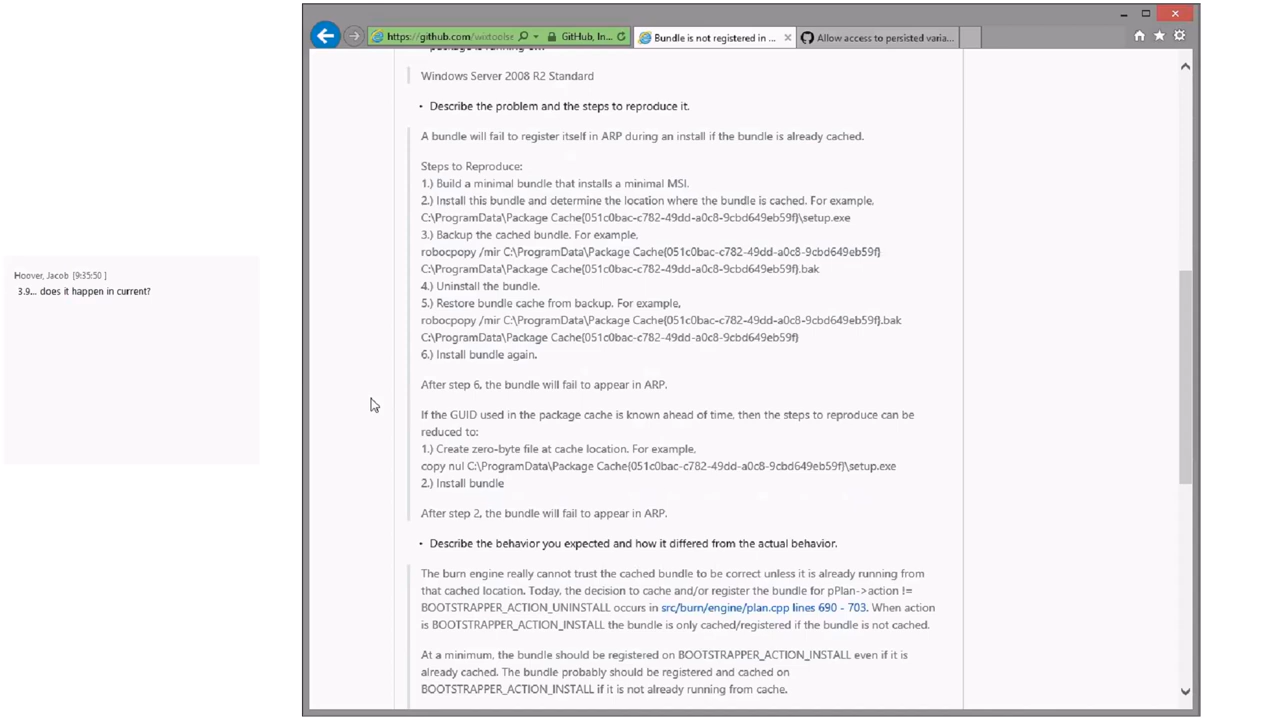 https://github.com/wixtoolse
GitHub, In...
Bundle is not registered in ...
Allow access to persisted varia...
Windows Server 2008 R2 Standard
• Describe the problem and the steps to reproduce it.
A bundle will fail to register itself in ARP during an install if the bundle is already cached.
Steps to Reproduce:
1.) Build a minimal bundle that installs a minimal MSI.
2.) Install this bundle and determine the location where the bundle is cached. For example,
C:\ProgramData\Package Cache{051c0bac-c782-49dd-a0c8-9cbd649eb59f}\setup.exe
3.) Backup the cached bundle. For example,
robocpopy /mir C:\ProgramData\Package Cache{051c0bac-c782-49dd-a0c8-9cbd649eb59f}
C:\ProgramData\Package Cache{051c0bac-c782-49dd-a0c8-9cbd649eb59f}.bak
4.) Uninstall the bundle.
5.) Restore bundle cache from backup. For example,
robocpopy /mir C:\ProgramData\Package Cache{051c0bac-c782-49dd-a0c8-9cbd649eb59f}.bak
C:\ProgramData\Package Cache{051c0bac-c782-49dd-a0c8-9cbd649eb59f}
6.) Install bundle again.
After step 6, the bundle will fail to appear in ARP.
If the GUID used in the package cache is known ahead of time, then the steps to reproduce can be
reduced to:
1.) Create zero-byte file at cache location. For example,
copy nul C:\ProgramData\Package Cache{051c0bac-c782-49dd-a0c8-9cbd649eb59f}\setup.exe
2.) Install bundle
After step 2, the bundle will fail to appear in ARP.
• Describe the behavior you expected and how it differed from the actual behavior.
The burn engine really cannot trust the cached bundle to be correct unless it is already running from
that cached location. Today, the decision to cache and/or register the bundle for pPlan->action !=
BOOTSTRAPPER_ACTION_UNINSTALL occurs in src/burn/engine/plan.cpp lines 690 - 703. When action
is BOOTSTRAPPER_ACTION_INSTALL the bundle is only cached/registered if the bundle is not cached.
At a minimum, the bundle should be registered on BOOTSTRAPPER_ACTION_INSTALL even if it is
already cached. The bundle probably should be registered and cached on
BOOTSTRAPPER_ACTION_INSTALL if it is not already running from cache.
Hoover, Jacob [9:35:50 ]
3.9... does it happen in current?